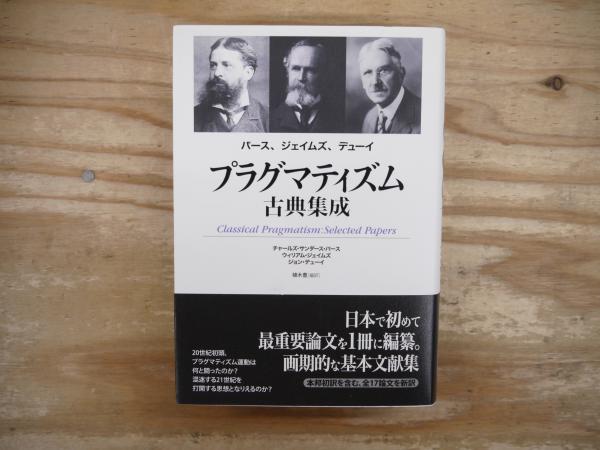 パース、ジェイムズ、デューイ
プラグマティズム
古典集成
Classical Pragmatism: Selected Papers
チャールズ・サンダース・パース
ウィリアム・ジェイムズ
ジョン・デューイ
植木豊[編訳]
日本で初めて
最重要論文を1冊に編纂。
画期的な基本文献集
本邦初訳を含む、全17論文を新訳
20世紀初頭、
プラグマティズム運動は
何と闘ったのか?
混迷する21世紀を
打開する思想となりえるのか?